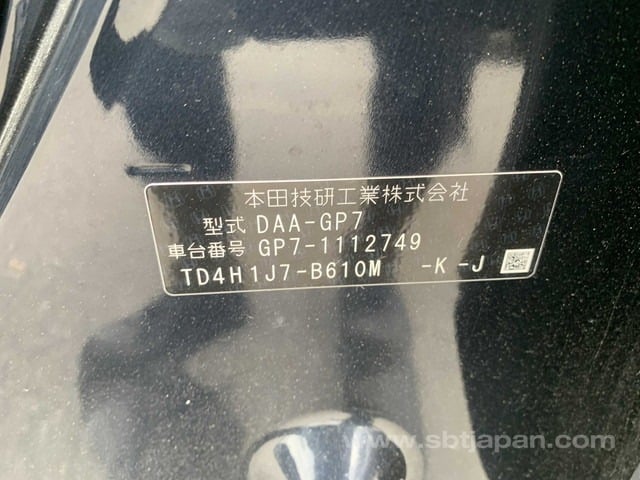 本田技研工業株式会社
型式 DAA-GP7
車台番号 GP7-1112749
TD4H1J7-B610M -K -J
www.sbtjapan.com